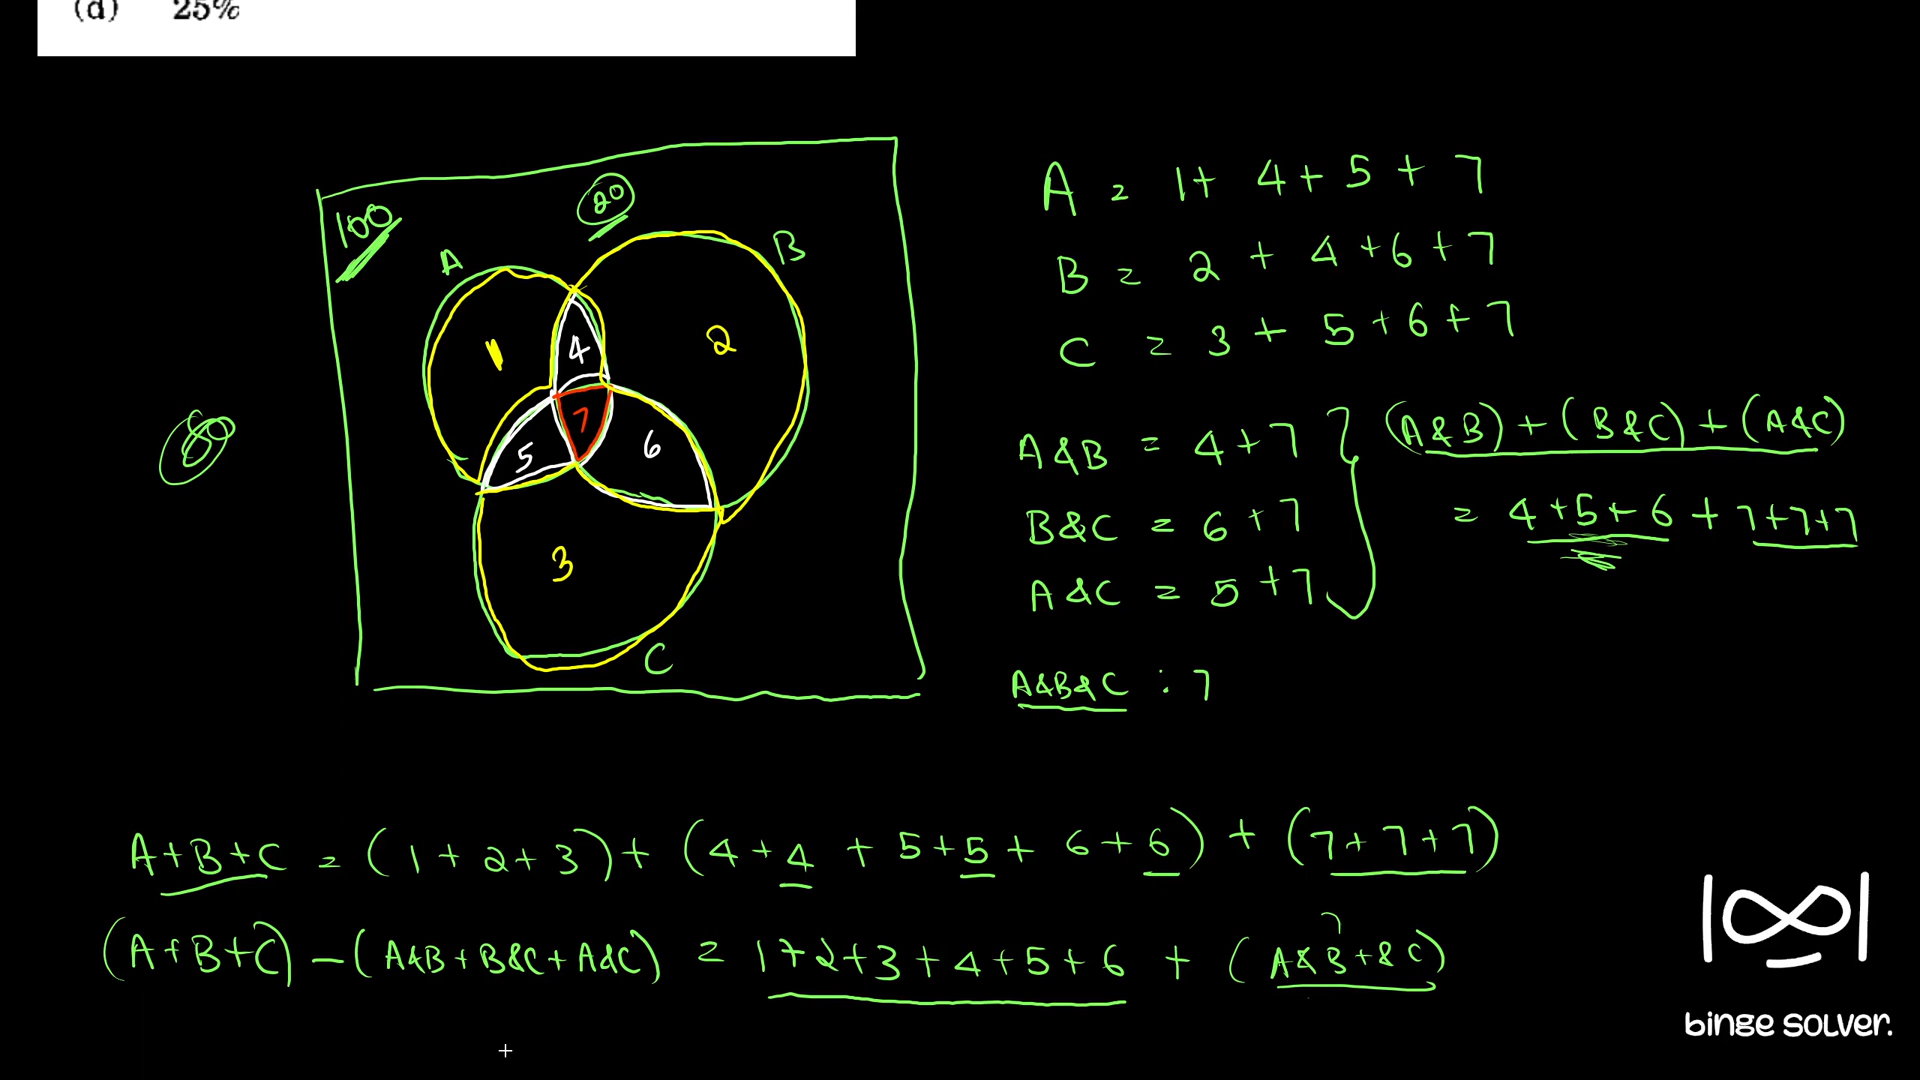 (d) 25%
100
20
A
B
1
4
2
7
5
6
80
3
C
A = 1+ 4+ 5+ 7
B = 2 + 4+6+7
C = 3 + 5+6+7
A&B = 4+7
B&C = 6+7
A&C = 5+7
(A&B)+(B&C)+(A&C)
= 4+5+6+7+7+7
A&B&C : 7
A+B+C = (1+2+3)+(4+4+5+5+6+6)+(7+7+7)
7
(A+B+C)-(A&B+B&C+A&C) = 1+2+3+4+5+6 + (A&B+&C)
binge solver.